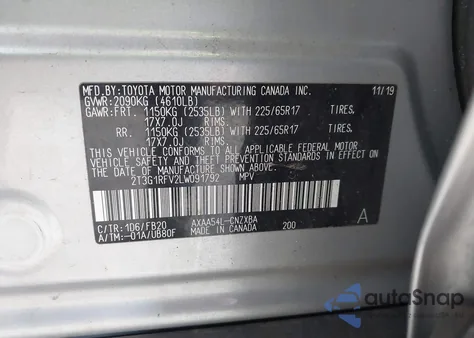 MFD.BY:TOYOTA MOTOR MANUFACTURING CANADA INC. 11/19
GVWR:2090KG (4610LB)
GAWR:FRT. 1150KG (2535LB) WITH 225/65R17 TIRES,
17X7.0J RIMS.
RR. 1150KG (2535LB) WITH 225/65R17 TIRES,
17X7.0J RIMS.
THIS VEHICLE CONFORMS TO ALL APPLICABLE FEDERAL MOTOR
VEHICLE SAFETY AND THEFT PREVENTION STANDARDS IN
EFFECT ON THE DATE OF MANUFACTURE SHOWN ABOVE.
2T3G1RFV2LW091792 MPV
C/TR:1D6/FB20 AXAA54L-CNZXBA A
A/TM:-01A/UB80F MADE IN CANADA 200
autoSnap